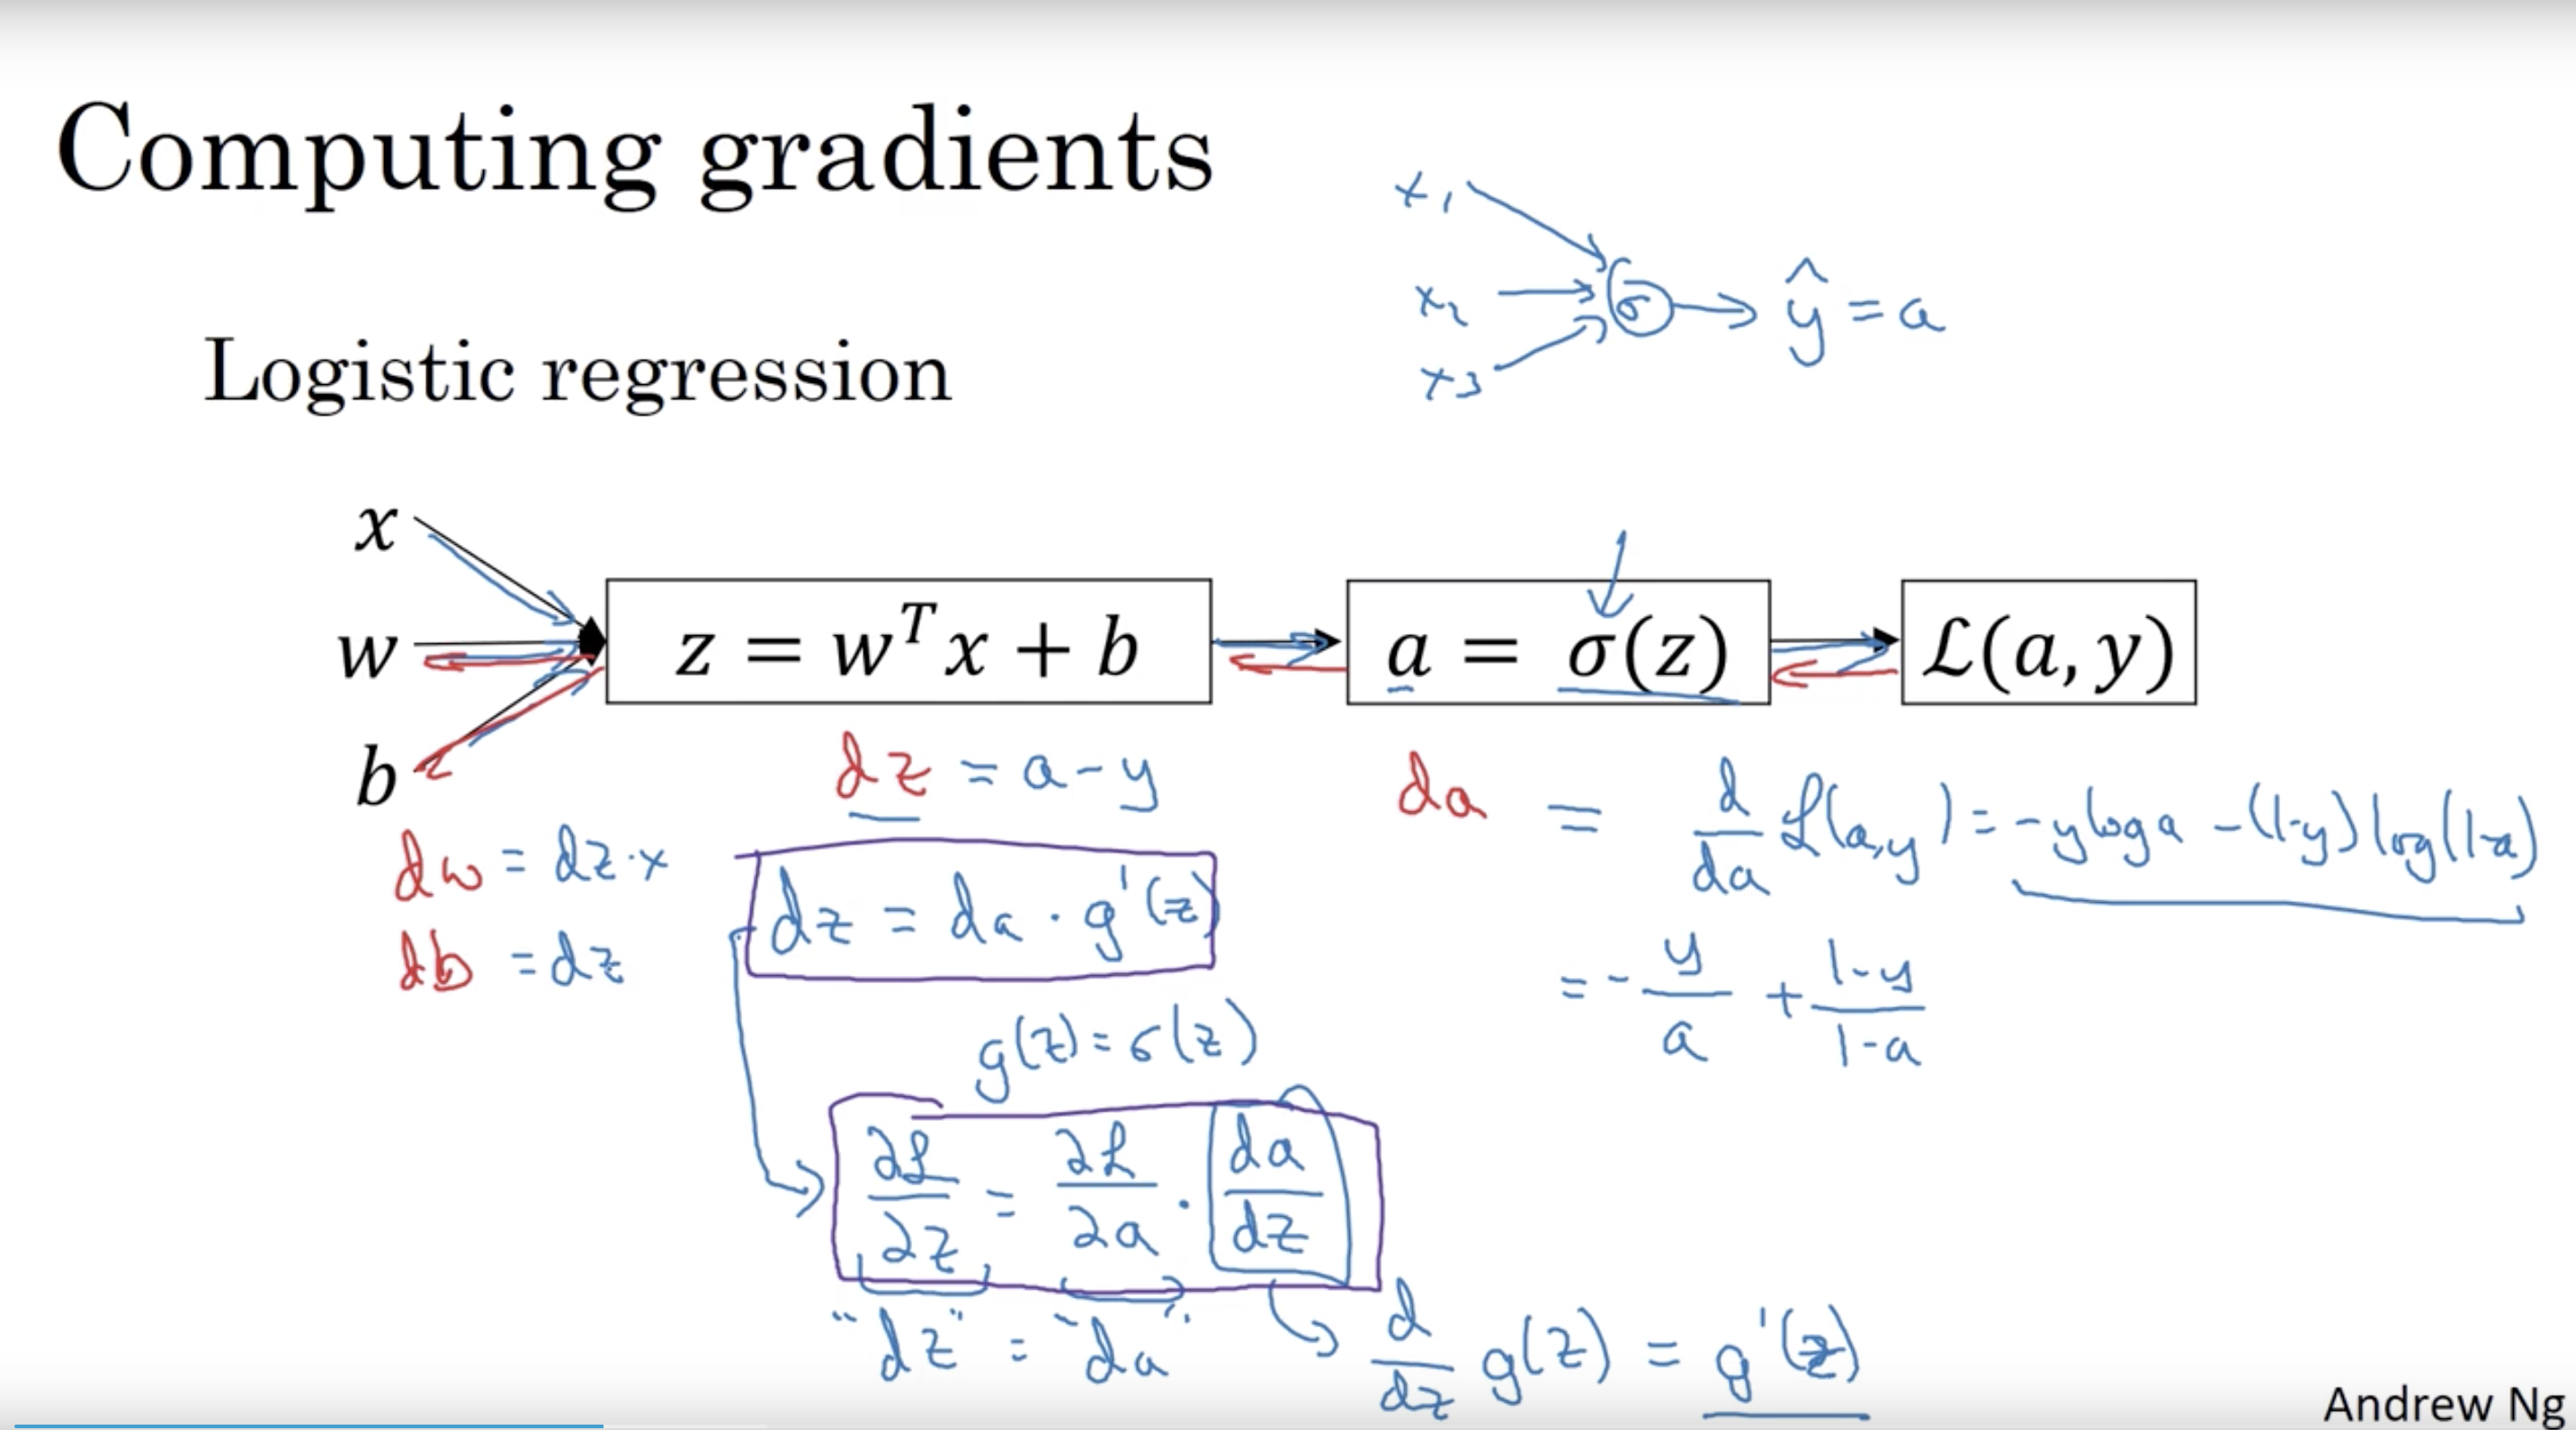 Computing gradients
Logistic regression
x₁
x₂
x₃
σ
ŷ = a
x
w
b
z = wᵀx + b
a = σ(z)
ℒ(a, y)
dz = a - y
da = d/da ℒ(a,y) = -y log a - (1-y) log(1-a)
dw = dz · x
db = dz
dz = da · g'(z)
= - y/a + 1-y/1-a
g(z) = σ(z)
∂ℒ/∂z = ∂ℒ/∂a · da/dz
"dz" = "da"
d/dz g(z) = g'(z)
Andrew Ng